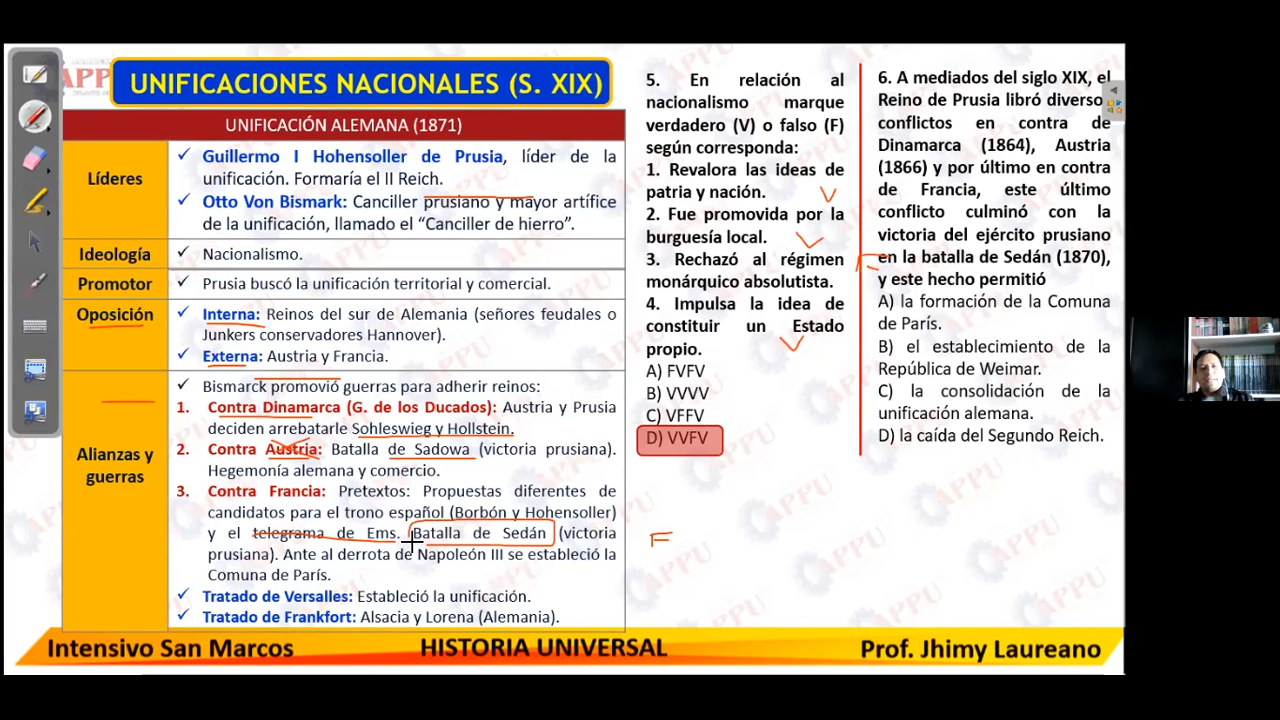 UNIFICACIONES NACIONALES (S. XIX)
UNIFICACIÓN ALEMANA (1871)
Líderes
✓ Guillermo I Hohensoller de Prusia, líder de la
unificación. Formaría el II Reich.
✓ Otto Von Bismark: Canciller prusiano y mayor artífice
de la unificación, llamado el “Canciller de hierro”.
Ideología
✓ Nacionalismo.
Promotor
✓ Prusia buscó la unificación territorial y comercial.
Oposición
✓ Interna: Reinos del sur de Alemania (señores feudales o
Junkers conservadores Hannover).
✓ Externa: Austria y Francia.
Alianzas y
guerras
✓ Bismarck promovió guerras para adherir reinos:
1. Contra Dinamarca (G. de los Ducados): Austria y Prusia
deciden arrebatarle Sohleswieg y Hollstein.
2. Contra Austria: Batalla de Sadowa (victoria prusiana).
Hegemonía alemana y comercio.
3. Contra Francia: Pretextos: Propuestas diferentes de
candidatos para el trono español (Borbón y Hohensoller)
y el telegrama de Ems. Batalla de Sedán (victoria
prusiana). Ante al derrota de Napoleón III se estableció la
Comuna de París.
✓ Tratado de Versalles: Estableció la unificación.
✓ Tratado de Frankfort: Alsacia y Lorena (Alemania).
5. En relación al
nacionalismo marque
verdadero (V) o falso (F)
según corresponda:
1. Revalora las ideas de
patria y nación. V
2. Fue promovida por la
burguesía local. V
3. Rechazó al régimen
monárquico absolutista. F
4. Impulsa la idea de
constituir un Estado
propio. V
A) FVFV
B) VVVV
C) VFFV
D) VVFV
F
6. A mediados del siglo XIX, el
Reino de Prusia libró diversos
conflictos en contra de
Dinamarca (1864), Austria
(1866) y por último en contra
de Francia, este último
conflicto culminó con la
victoria del ejército prusiano
en la batalla de Sedán (1870),
y este hecho permitió
A) la formación de la Comuna
de París.
B) el establecimiento de la
República de Weimar.
C) la consolidación de la
unificación alemana.
D) la caída del Segundo Reich.
Intensivo San Marcos HISTORIA UNIVERSAL Prof. Jhimy Laureano